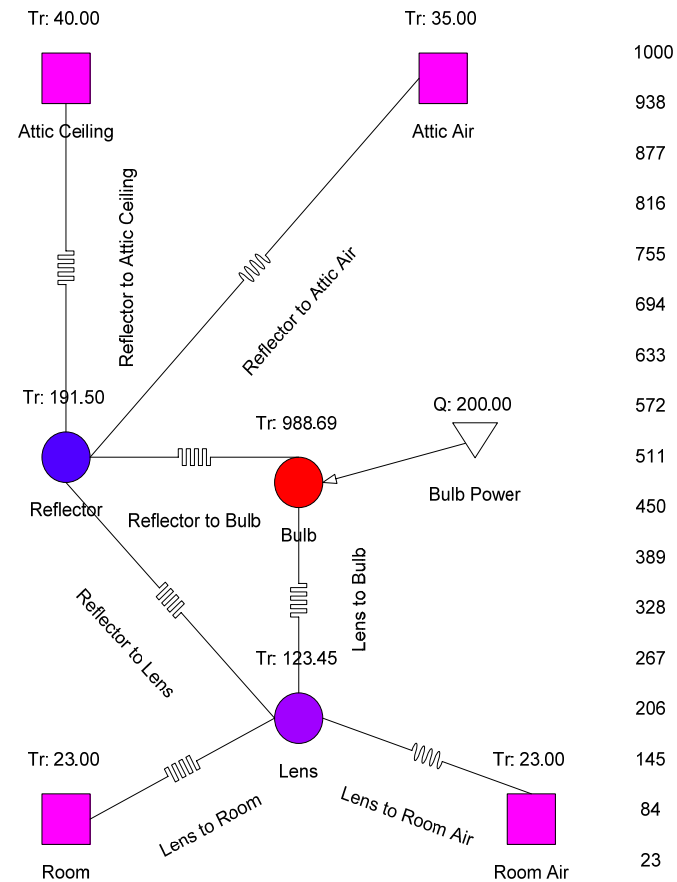 Tr: 40.00
Tr: 35.00
Attic Ceiling
Attic Air
Reflector to Attic Ceiling
Reflector to Attic Air
Tr: 191.50
Tr: 988.69
Q: 200.00
Reflector
Reflector to Bulb
Bulb
Bulb Power
Lens to Bulb
Reflector to Lens
Tr: 123.45
Lens
Tr: 23.00
Tr: 23.00
Lens to Room
Lens to Room Air
Room
Room Air
1000
938
877
816
755
694
633
572
511
450
389
328
267
206
145
84
23